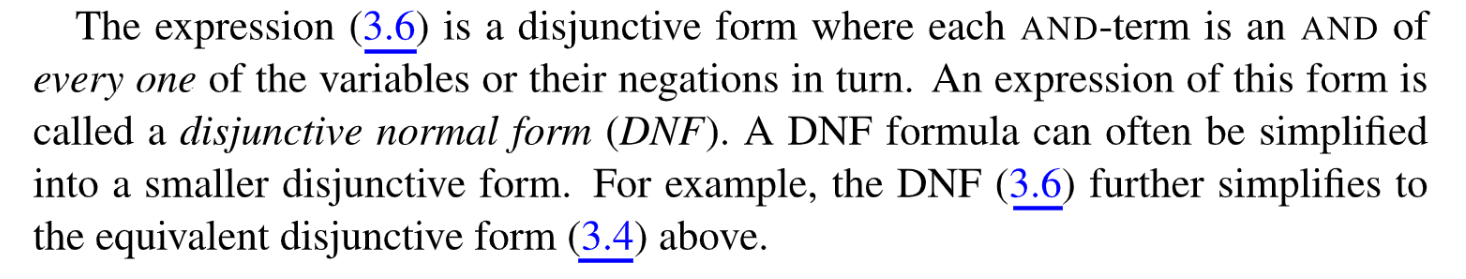 The expression (3.6) is a disjunctive form where each AND-term is an AND of
every one of the variables or their negations in turn. An expression of this form is
called a disjunctive normal form (DNF). A DNF formula can often be simplified
into a smaller disjunctive form. For example, the DNF (3.6) further simplifies to
the equivalent disjunctive form (3.4) above.